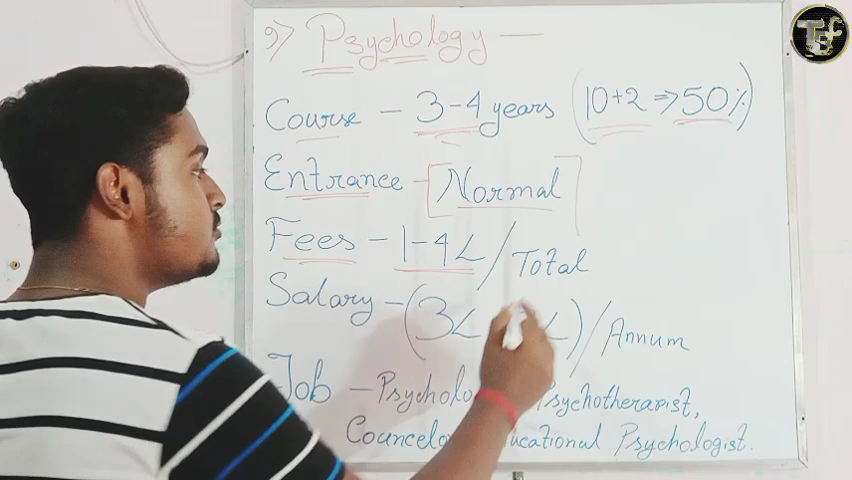 9) Psychology —
Course – 3-4 years (10+2 ⇒ 50%)
Entrance – [Normal]
Fees – 1-4L / Total
Salary – (3L L) / Annum
Job – Psycholo Psychotherapist,
Councelo ucational Psychologist.